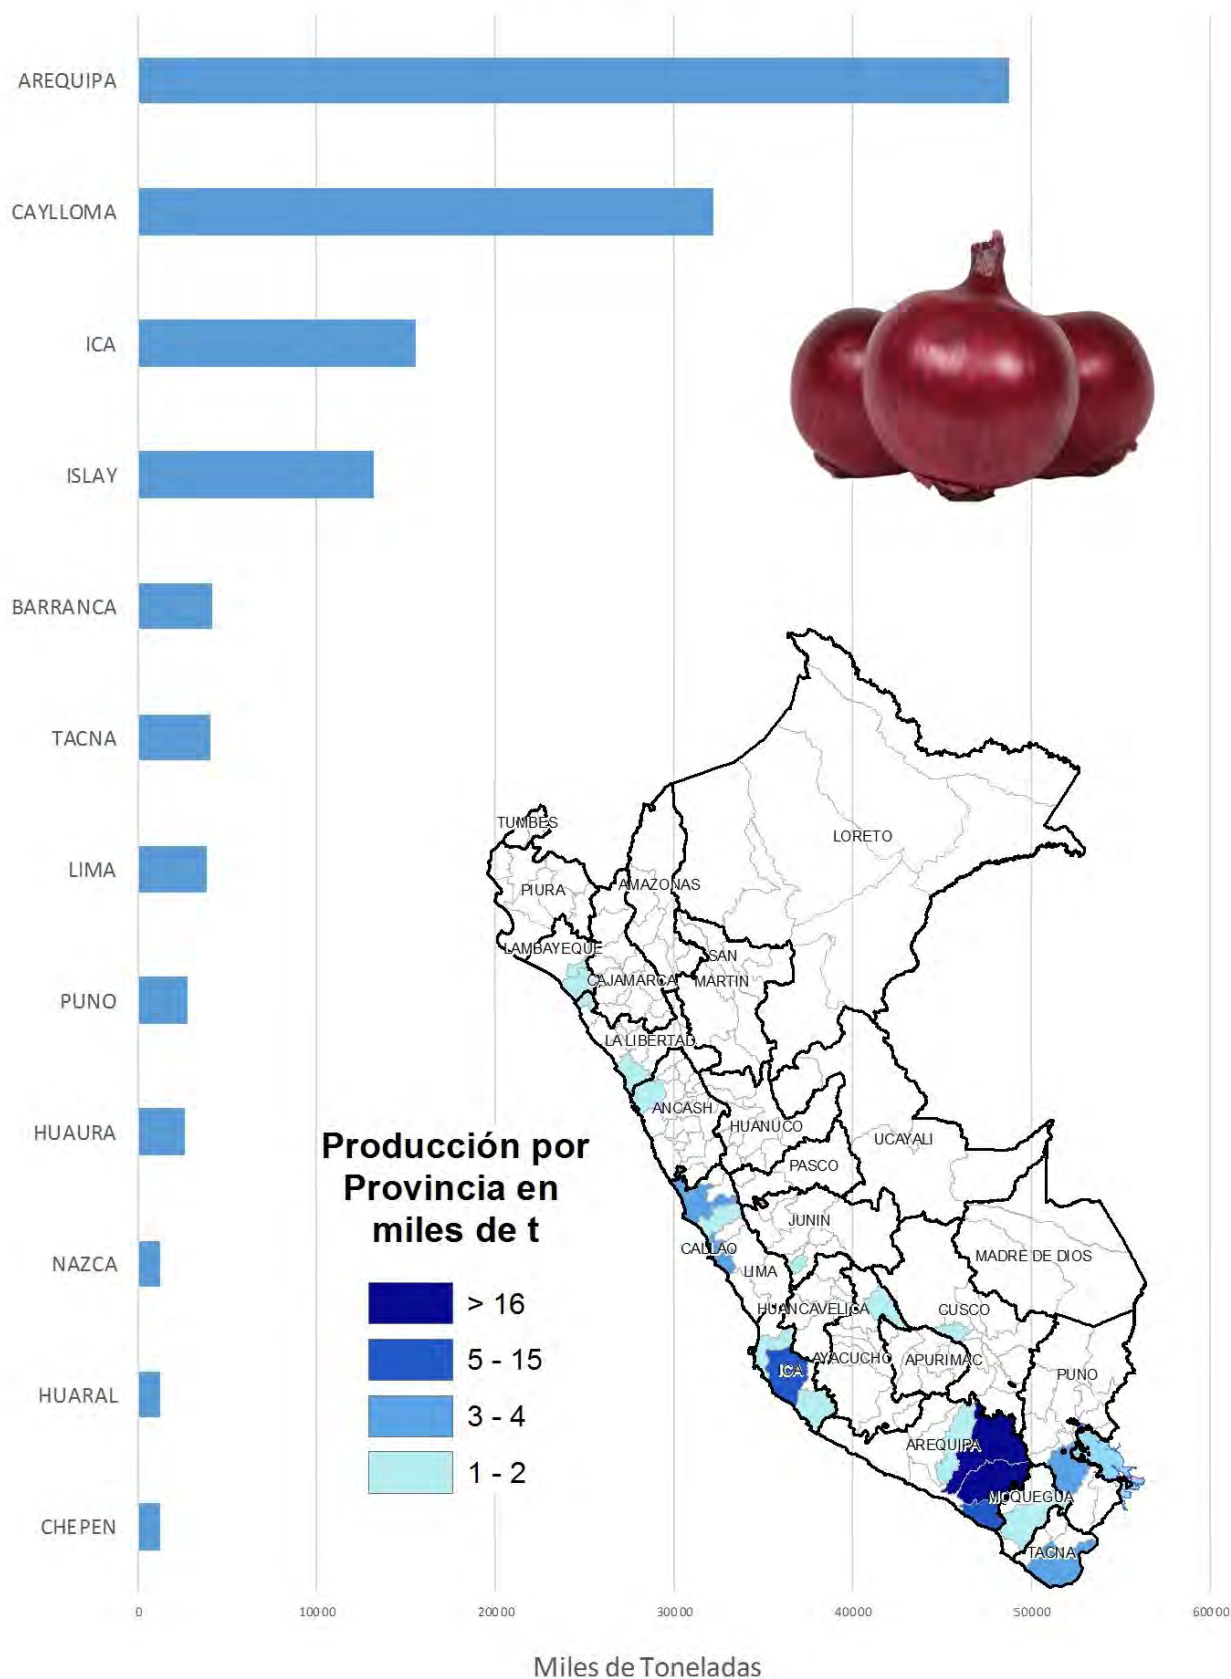 AREQUIPA
CAYLLOMA
ICA
ISLAY
BARRANCA
TACNA
LIMA
PUNO
HUAURA
NAZCA
HUARAL
CHEPEN
TUMBES
PIURA
LAMBAYEQUE
AMAZONAS
LORETO
SAN
MARTIN
CAJAMARCA
LA LIBERTAD
ANCASH
HUANUCO
UCAYALI
PASCO
JUNIN
CALLAO
LIMA
MADRE DE DIOS
HUANCAVELICA
CUSCO
ICA
AYACUCHO
APURIMAC
PUNO
AREQUIPA
MOQUEGUA
TACNA
Producción por
Provincia en
miles de t
> 16
5 - 15
3 - 4
1 - 2
0 10000 20000 30000 40000 50000 60000
Miles de Toneladas